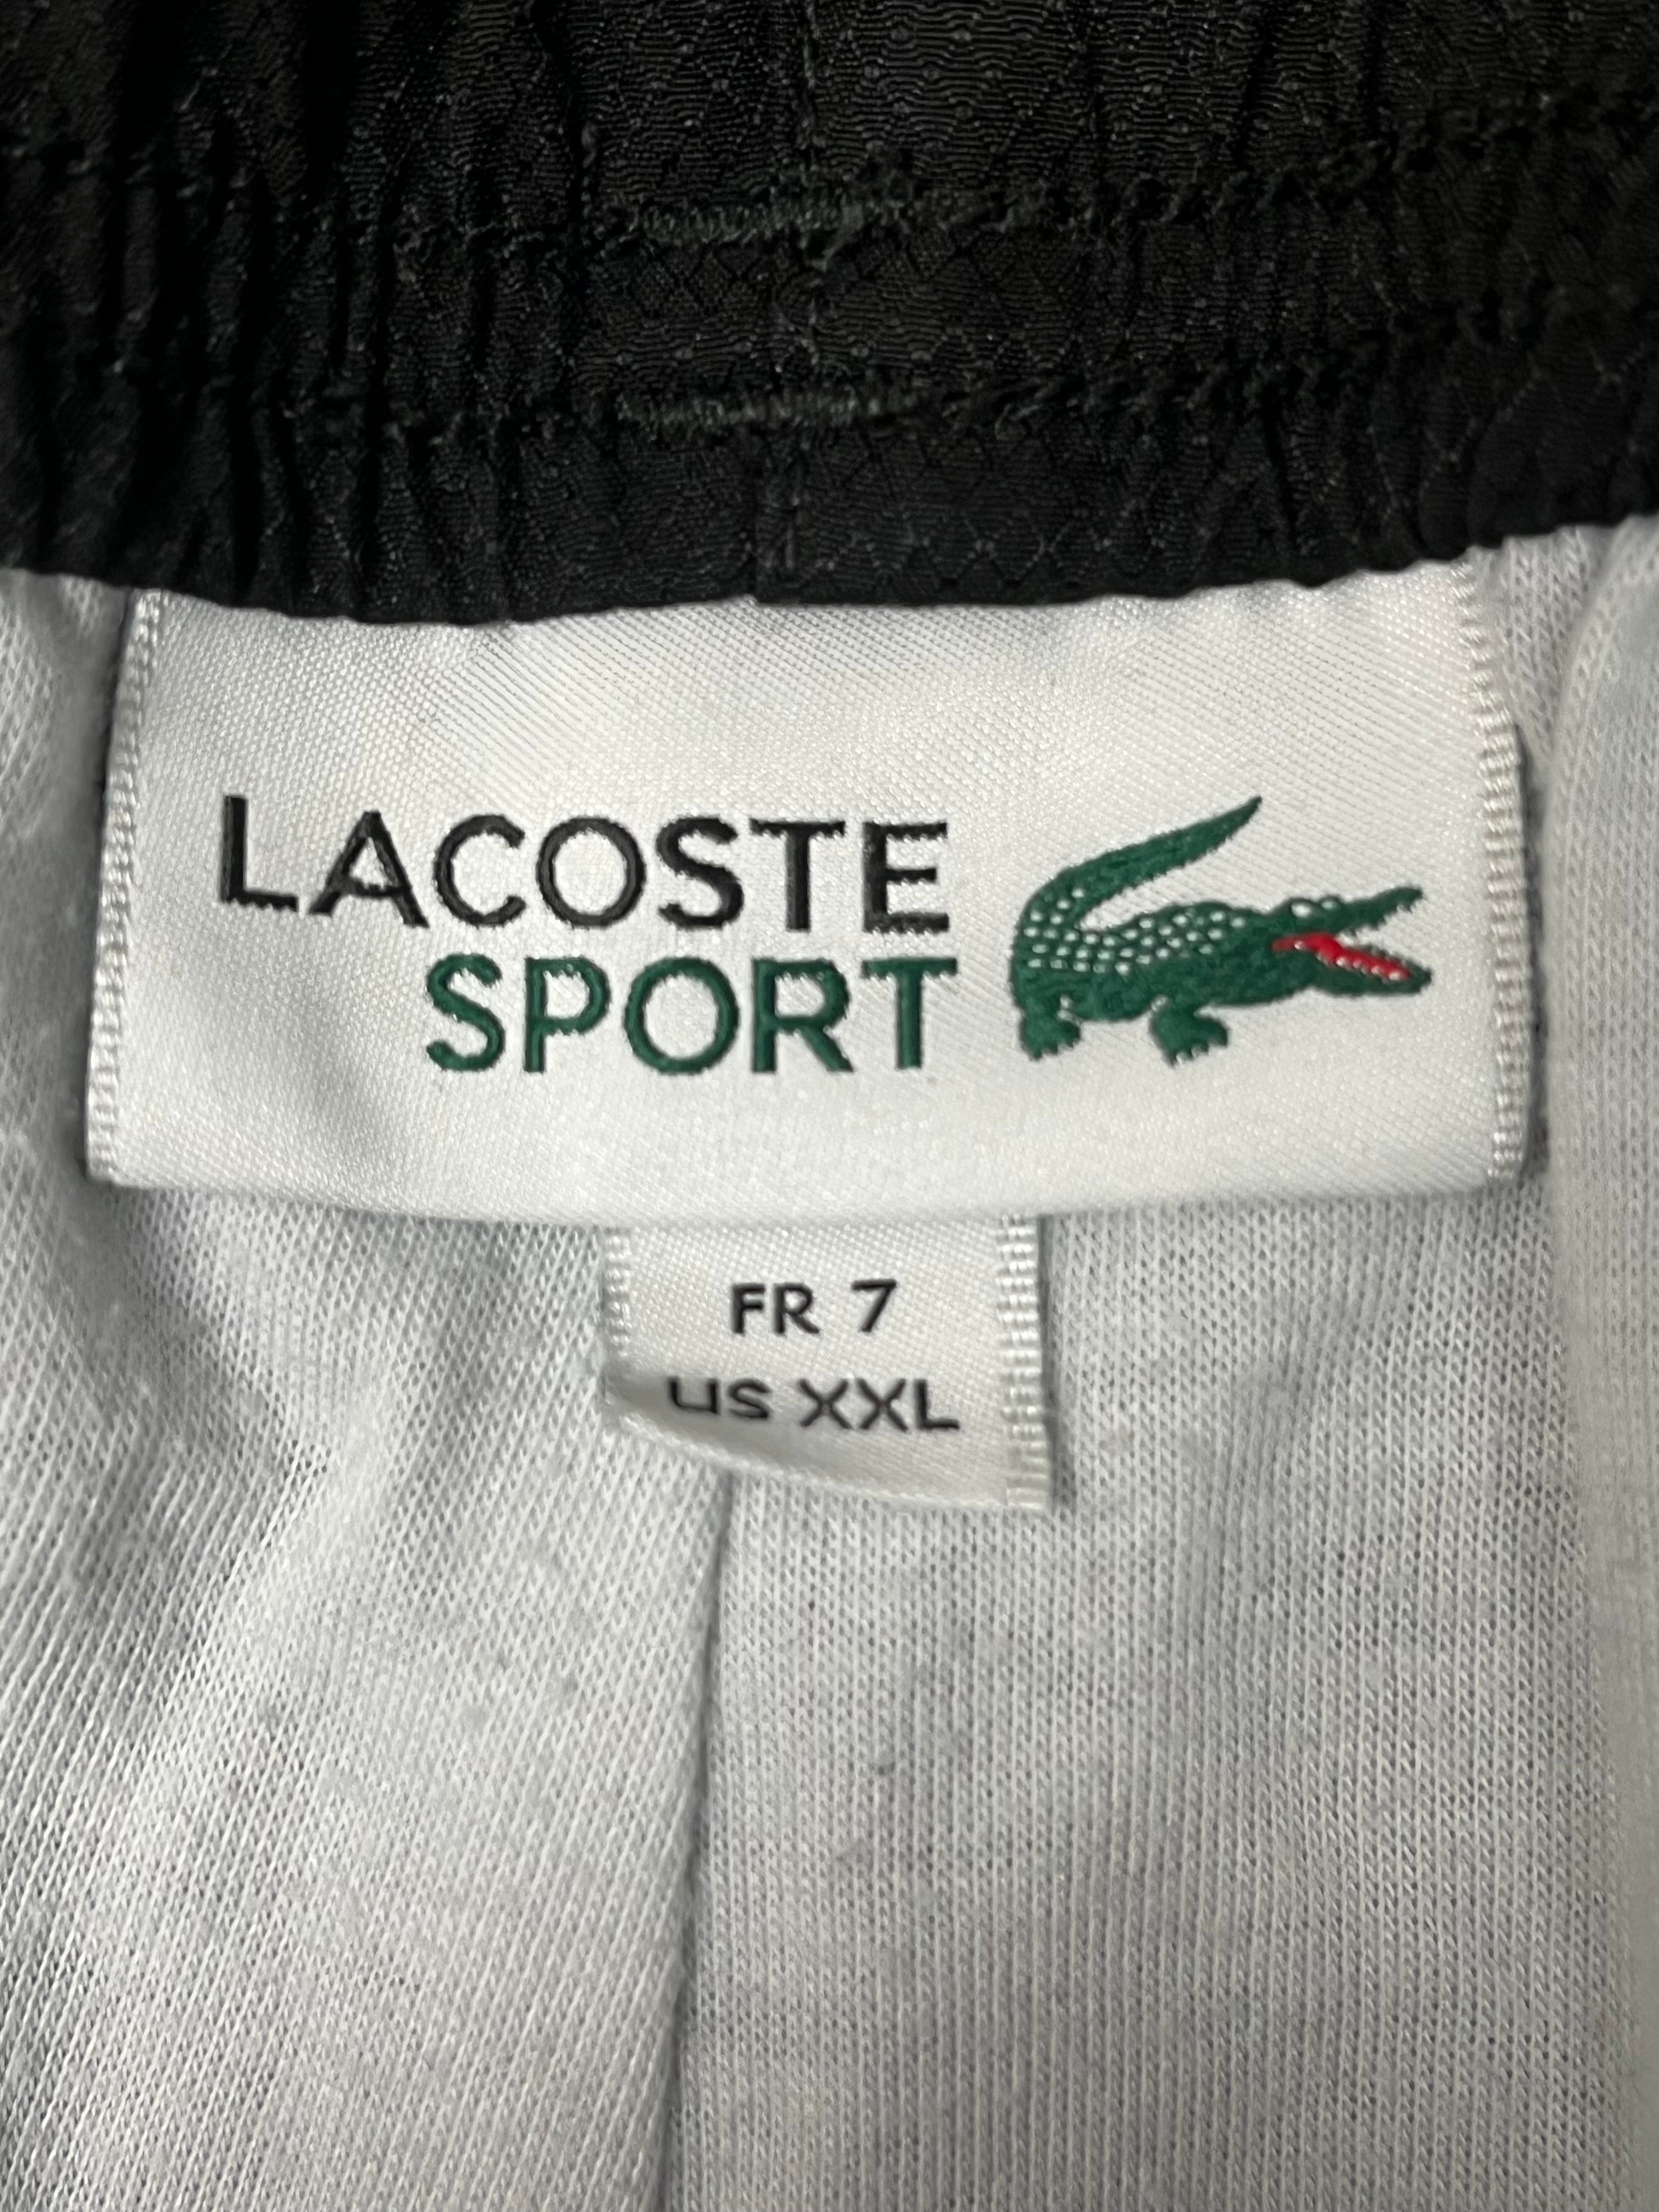 LACOSTE
SPORT
FR 7
US XXL